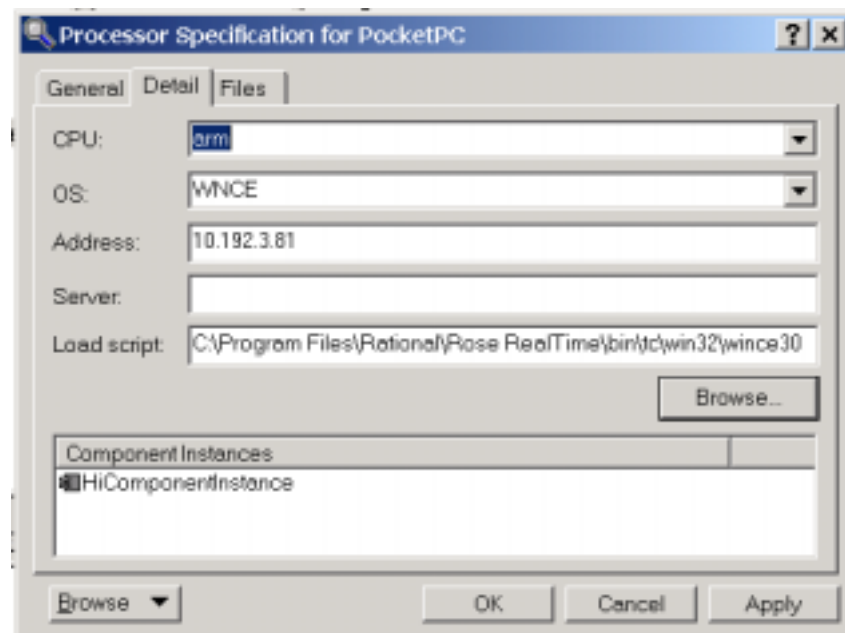 Processor Specification for PocketPC
General Detail Files
CPU: arm
OS: WNCE
Address: 10.192.3.81
Server:
Load script: C:\Program Files\Rational\Rose RealTime\bin\tc\win32\wince30
Browse...
Component Instances
HiComponentInstance
Browse OK Cancel Apply